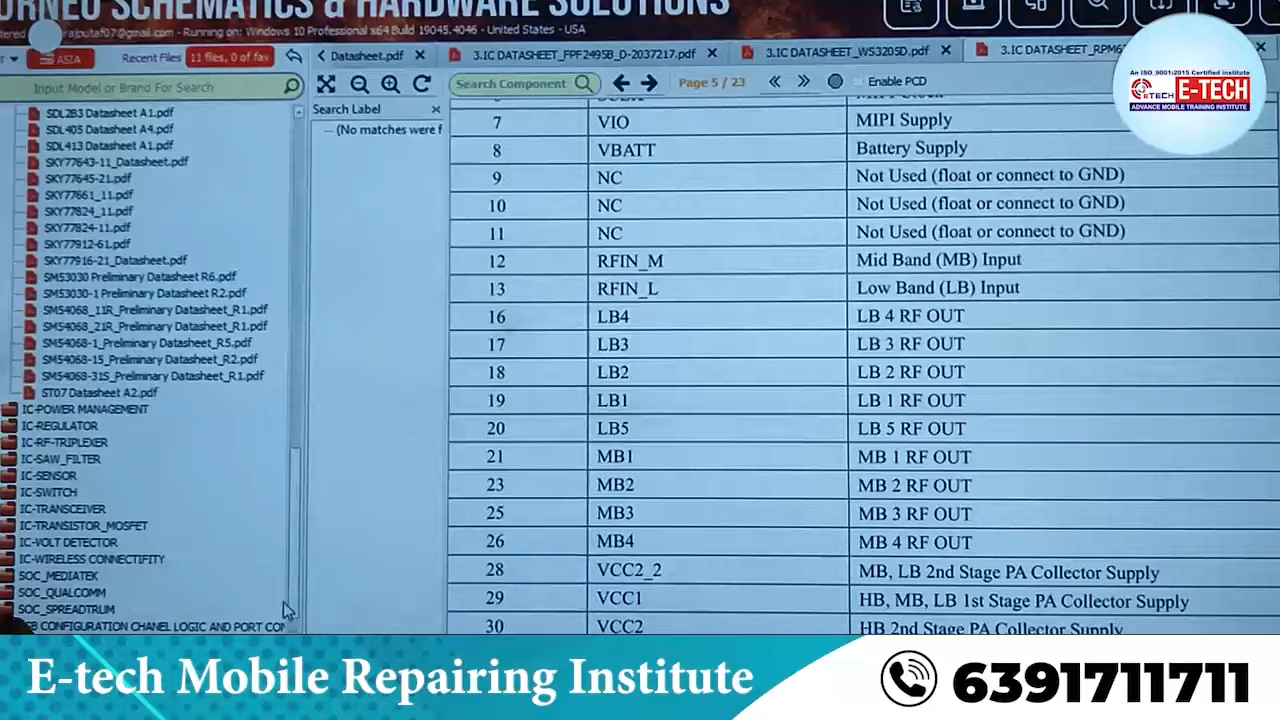 ORNEO SCHEMATICS & HARDWARE SOLUTIONS
rajputaf07@gmail.com - Running on: Windows 10 Professional x64 Build 19045.4046 - United States - USA
ASIA
Recent Files
11 files, 0 of fav
Datasheet.pdf
3.IC DATASHEET_FPF2495B_D-2037217.pdf
3.IC DATASHEET_WS3205D.pdf
3.IC DATASHEET_RPM6
Input Model or Brand For Search
Search Component
Page 5 / 23
Enable PCD
An ISO 9001:2015 Certified Institute
ETECH E-TECH
ADVANCE MOBILE TRAINING INSTITUTE
Search Label
(No matches were f
SDL283 Datasheet A1.pdf
SDL405 Datasheet A4.pdf
SDL413 Datasheet A1.pdf
SKY77643-11_Datasheet.pdf
SKY77645-21.pdf
SKY77661_11.pdf
SKY77824_11.pdf
SKY77824-11.pdf
SKY77912-61.pdf
SKY77916-21_Datasheet.pdf
SM53030 Preliminary Datasheet R6.pdf
SM53030-1 Preliminary Datasheet R2.pdf
SM54068_11R_Preliminary Datasheet_R1.pdf
SM54068_21R_Preliminary Datasheet_R1.pdf
SM54068-1_Preliminary Datasheet_R5.pdf
SM54068-15_Preliminary Datasheet_R2.pdf
SM54068-31S_Preliminary Datasheet_R1.pdf
ST07 Datasheet A2.pdf
IC-POWER MANAGEMENT
IC-REGULATOR
IC-RF-TRIPLEXER
IC-SAW_FILTER
IC-SENSOR
IC-SWITCH
IC-TRANSCEIVER
IC-TRANSISTOR_MOSFET
IC-VOLT DETECTOR
IC-WIRELESS CONNECTIFITY
SOC_MEDIATEK
SOC_QUALCOMM
SOC_SPREADTRUM
CONFIGURATION CHANEL LOGIC AND PORT CON
7 VIO MIPI Supply
8 VBATT Battery Supply
9 NC Not Used (float or connect to GND)
10 NC Not Used (float or connect to GND)
11 NC Not Used (float or connect to GND)
12 RFIN_M Mid Band (MB) Input
13 RFIN_L Low Band (LB) Input
16 LB4 LB 4 RF OUT
17 LB3 LB 3 RF OUT
18 LB2 LB 2 RF OUT
19 LB1 LB 1 RF OUT
20 LB5 LB 5 RF OUT
21 MB1 MB 1 RF OUT
23 MB2 MB 2 RF OUT
25 MB3 MB 3 RF OUT
26 MB4 MB 4 RF OUT
28 VCC2_2 MB, LB 2nd Stage PA Collector Supply
29 VCC1 HB, MB, LB 1st Stage PA Collector Supply
30 VCC2 HB 2nd Stage PA Collector Supply
E-tech Mobile Repairing Institute
6391711711